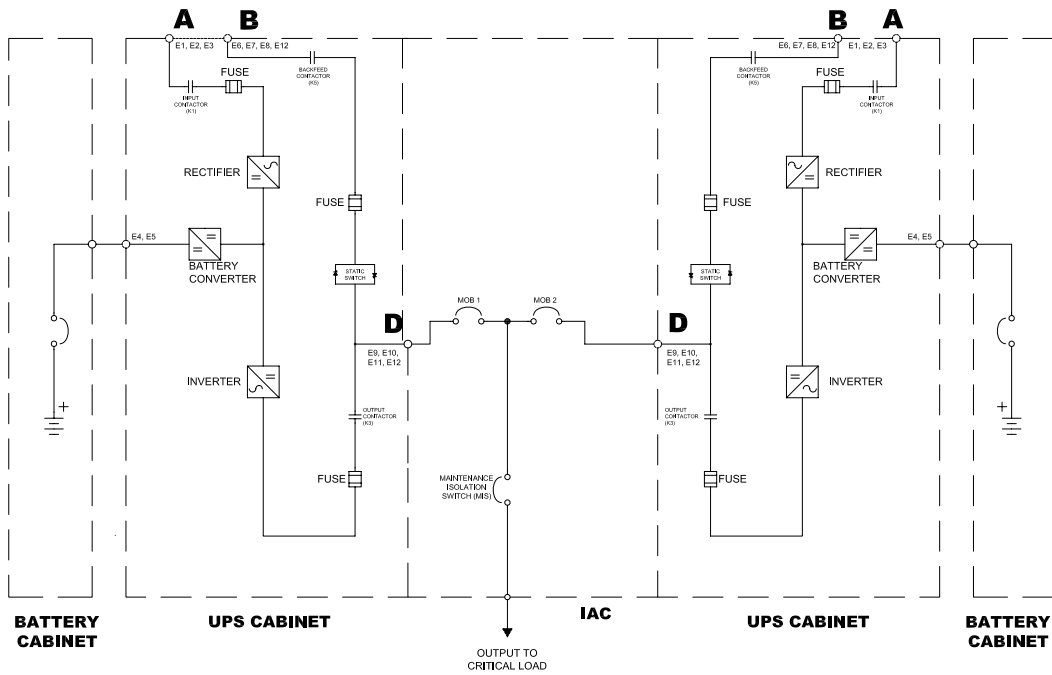 A B
E1, E2, E3 E6, E7, E8, E12
BACKFEED
CONTACTOR
(K5)
FUSE
INPUT
CONTACTOR
(K1)
RECTIFIER
FUSE
E4, E5
BATTERY
CONVERTER
STATIC
SWITCH
D
E9, E10,
E11, E12
INVERTER
OUTPUT
CONTACTOR
(K3)
FUSE
+
BATTERY
CABINET
UPS CABINET
MOB 1 MOB 2
MAINTENANCE
ISOLATION
SWITCH (MIS)
IAC
OUTPUT TO
CRITICAL LOAD
B A
E6, E7, E8, E12 E1, E2, E3
BACKFEED
CONTACTOR
(K5)
FUSE
INPUT
CONTACTOR
(K1)
RECTIFIER
FUSE
E4, E5
BATTERY
CONVERTER
STATIC
SWITCH
D
E9, E10,
E11, E12
INVERTER
OUTPUT
CONTACTOR
(K3)
FUSE
+
UPS CABINET
BATTERY
CABINET